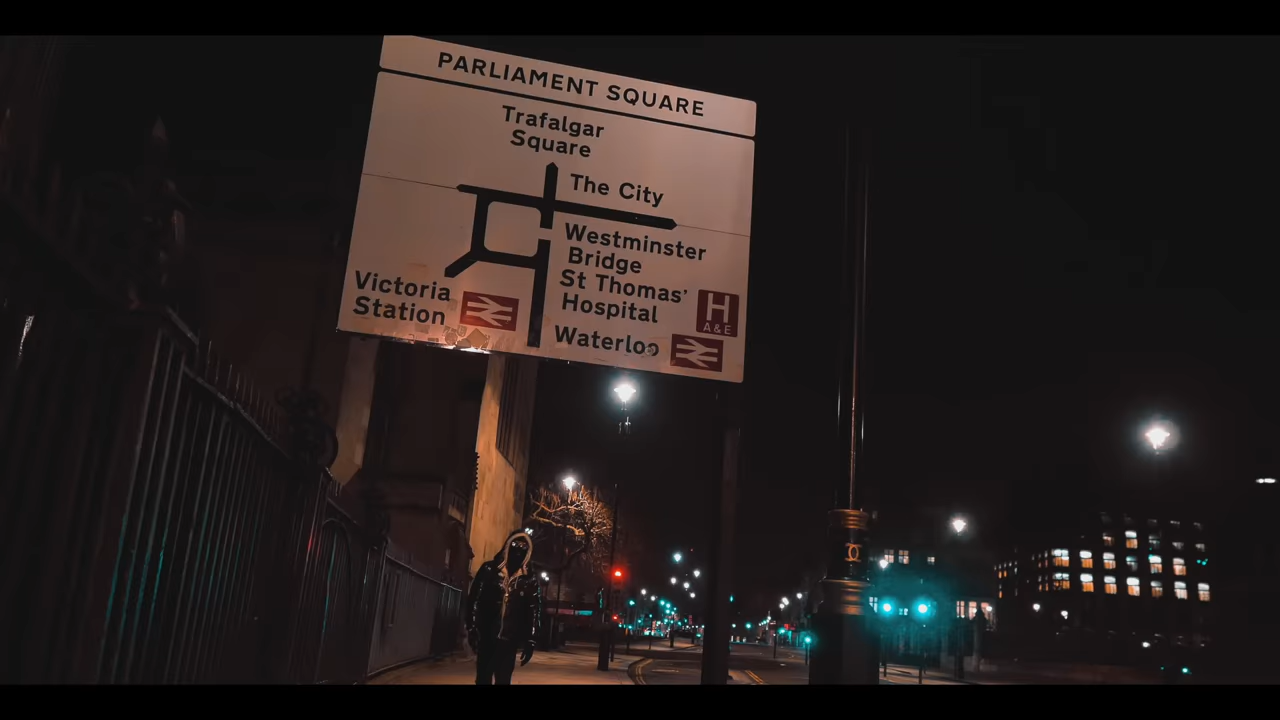 PARLIAMENT SQUARE
Trafalgar
Square
The City
Westminster
Bridge
St Thomas'
Hospital
H
A&E
Victoria
Station
Waterloo